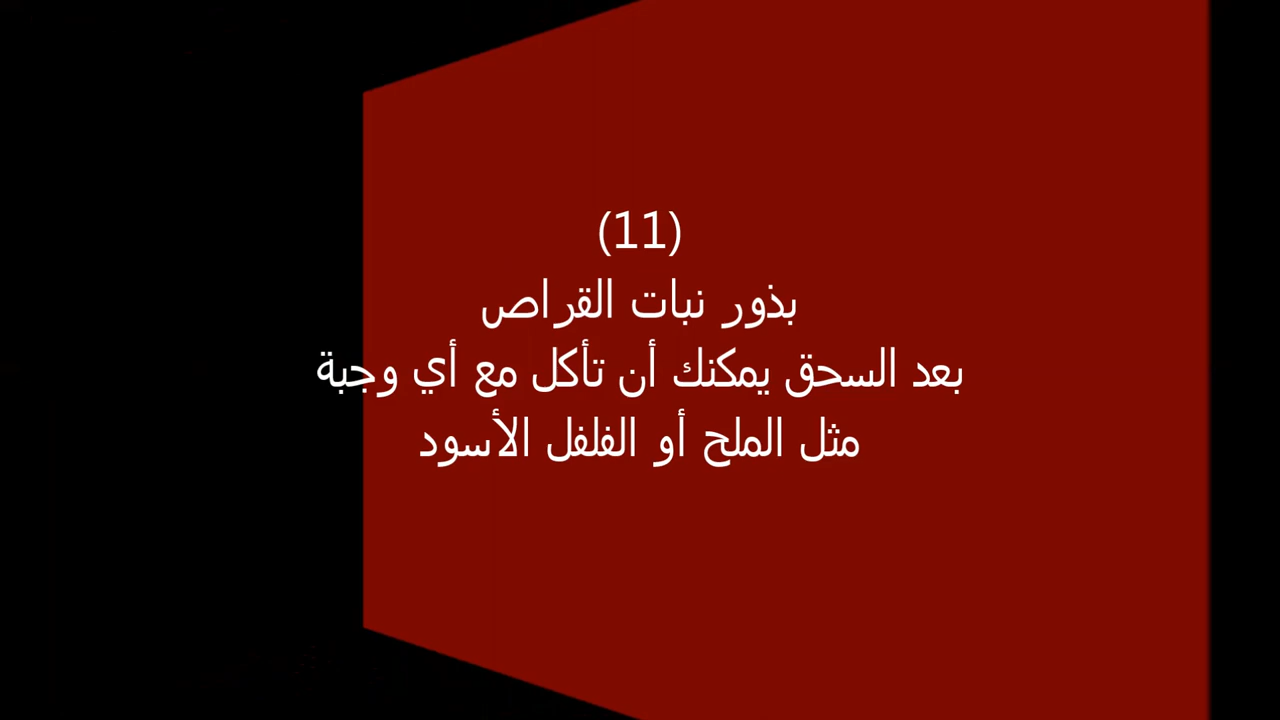 (11)
بذور نبات القراص
بعد السحق يمكنك أن تأكل مع أي وجبة
مثل الملح أو الفلفل الأسود